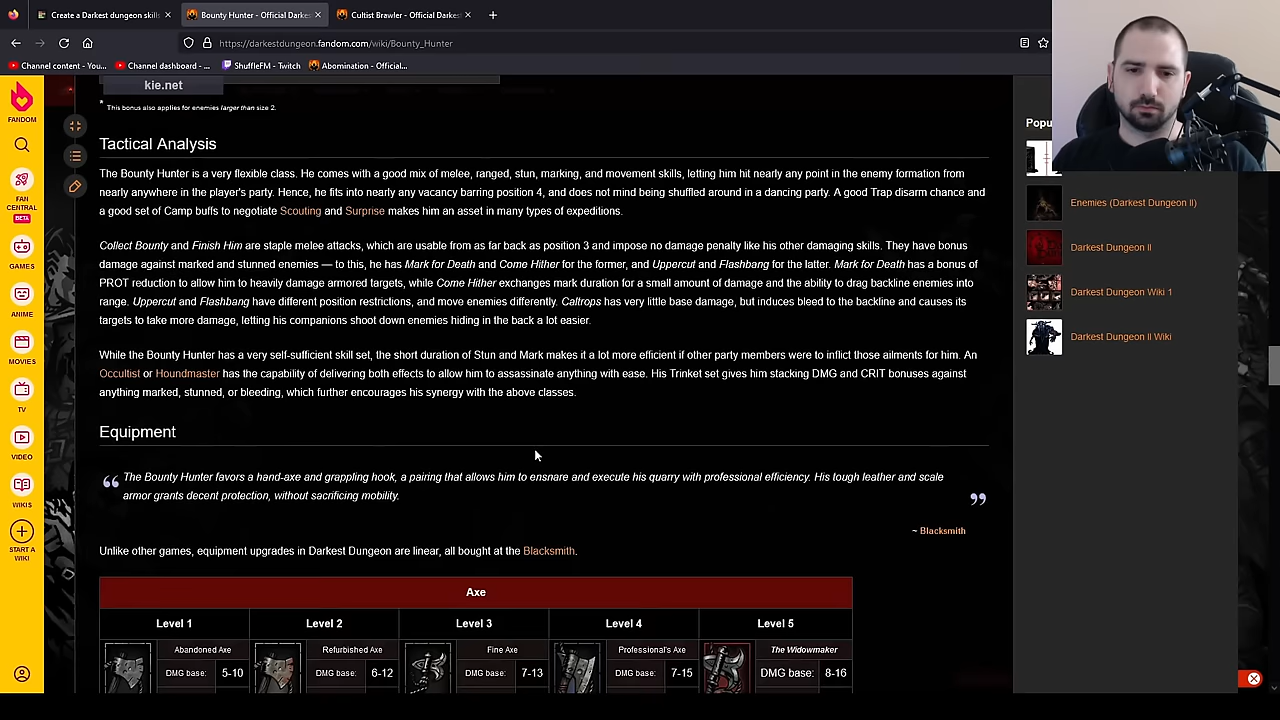 Create a Darkest dungeon skills
Bounty Hunter - Official Darkes
Cultist Brawler - Official Darkest
https://darkestdungeon.fandom.com/wiki/Bounty_Hunter
Channel content - You...
Channel dashboard - ...
ShuffleFM - Twitch
Abomination - Official...
FANDOM
FAN CENTRAL
BETA
GAMES
ANIME
MOVIES
TV
VIDEO
WIKIS
START A WIKI
kie.net
* This bonus also applies for enemies larger than size 2.
Tactical Analysis
The Bounty Hunter is a very flexible class. He comes with a good mix of melee, ranged, stun, marking, and movement skills, letting him hit nearly any point in the enemy formation from
nearly anywhere in the player's party. Hence, he fits into nearly any vacancy barring position 4, and does not mind being shuffled around in a dancing party. A good Trap disarm chance and
a good set of Camp buffs to negotiate Scouting and Surprise makes him an asset in many types of expeditions.
Collect Bounty and Finish Him are staple melee attacks, which are usable from as far back as position 3 and impose no damage penalty like his other damaging skills. They have bonus
damage against marked and stunned enemies — to this, he has Mark for Death and Come Hither for the former, and Uppercut and Flashbang for the latter. Mark for Death has a bonus of
PROT reduction to allow him to heavily damage armored targets, while Come Hither exchanges mark duration for a small amount of damage and the ability to drag backline enemies into
range. Uppercut and Flashbang have different position restrictions, and move enemies differently. Caltrops has very little base damage, but induces bleed to the backline and causes its
targets to take more damage, letting his companions shoot down enemies hiding in the back a lot easier.
While the Bounty Hunter has a very self-sufficient skill set, the short duration of Stun and Mark makes it a lot more efficient if other party members were to inflict those ailments for him. An
Occultist or Houndmaster has the capability of delivering both effects to allow him to assassinate anything with ease. His Trinket set gives him stacking DMG and CRIT bonuses against
anything marked, stunned, or bleeding, which further encourages his synergy with the above classes.
Equipment
“ The Bounty Hunter favors a hand-axe and grappling hook, a pairing that allows him to ensnare and execute his quarry with professional efficiency. His tough leather and scale
armor grants decent protection, without sacrificing mobility. ”
~ Blacksmith
Unlike other games, equipment upgrades in Darkest Dungeon are linear, all bought at the Blacksmith.
Axe
Level 1 Level 2 Level 3 Level 4 Level 5
Abandoned Axe Refurbished Axe Fine Axe Professional's Axe The Widowmaker
DMG base: 5-10 DMG base: 6-12 DMG base: 7-13 DMG base: 7-15 DMG base: 8-16
Popu
Enemies (Darkest Dungeon II)
Darkest Dungeon II
Darkest Dungeon Wiki 1
Darkest Dungeon II Wiki